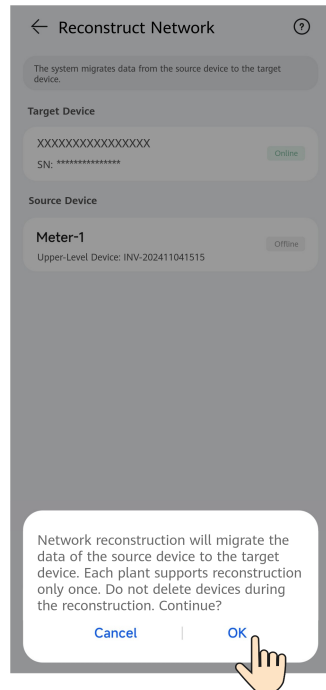 Reconstruct Network
The system migrates data from the source device to the target
device.
Target Device
XXXXXXXXXXXXXXXX
SN: ***************
Online
Source Device
Meter-1
Upper-Level Device: INV-202411041515
Offline
Network reconstruction will migrate the
data of the source device to the target
device. Each plant supports reconstruction
only once. Do not delete devices during
the reconstruction. Continue?
Cancel
OK